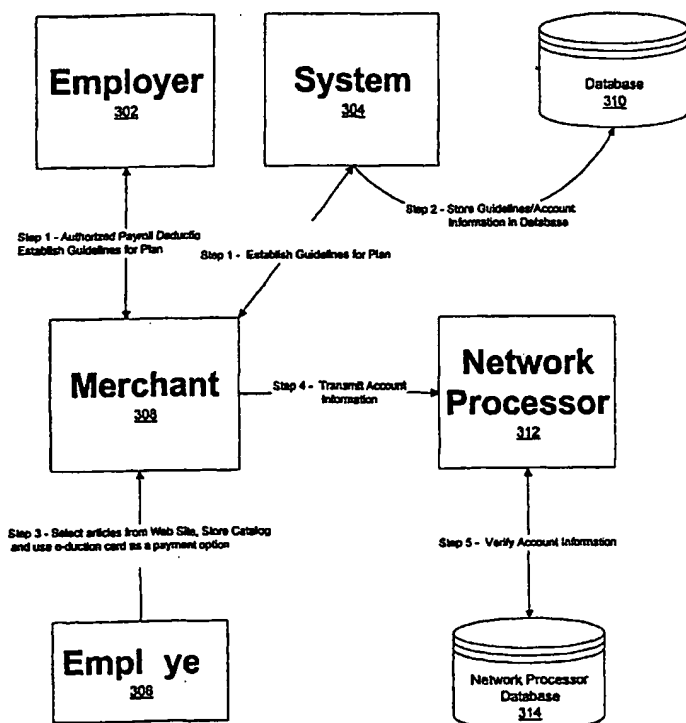 Employer
302
System
304
Database
310
Step 1 - Authorized Payroll Deductio
Establish Guidelines for Plan
Step 1 - Establish Guidelines for Plan
Step 2 - Store Guidelines/Account
Information in Database
Merchant
308
Step 4 - Transmit Account
Information
Network
Processor
312
Step 3 - Select articles from Web Site, Store Catalog
and use e-duction card as a payment option
Step 5 - Verify Account Information
Empl ye
306
Network Processor
Database
314